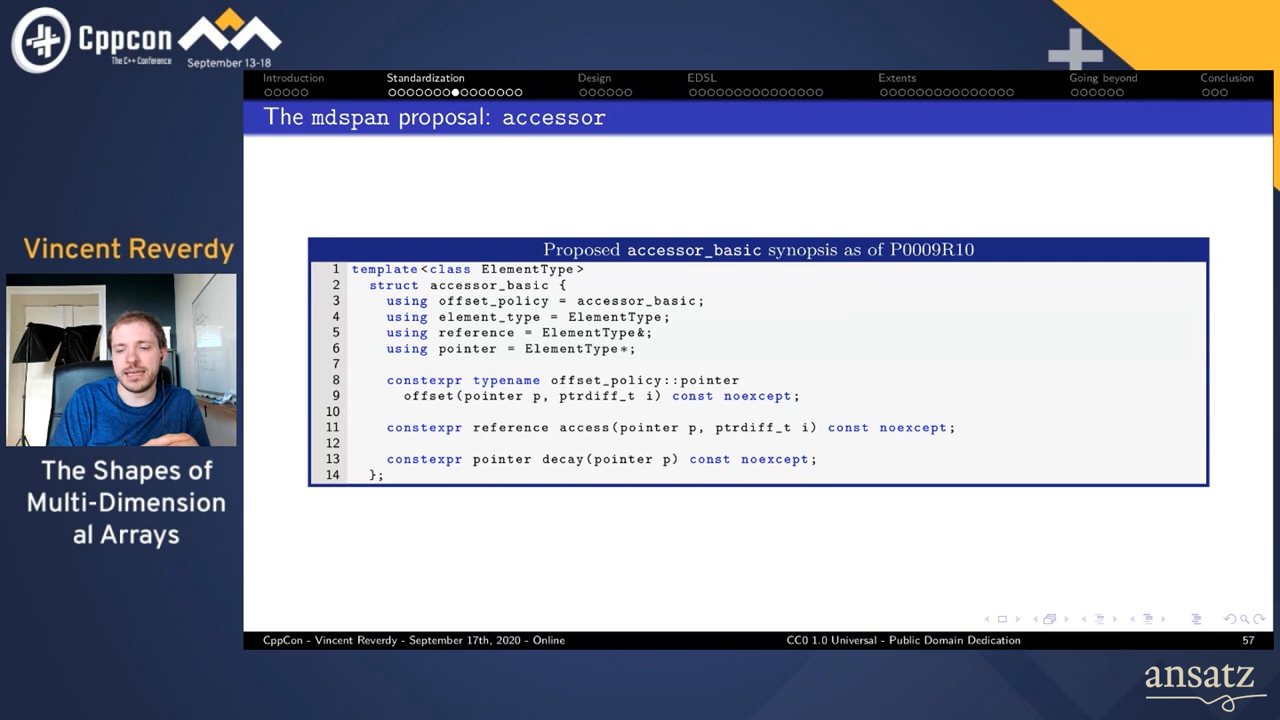 Cppcon
The C++ Conference
September 13-18
Introduction Standardization Design EDSL Extents Going beyond Conclusion
The mdspan proposal: accessor
Vincent Reverdy
The Shapes of
Multi-Dimension
al Arrays
Proposed accessor_basic synopsis as of P0009R10
1 template<class ElementType>
2 struct accessor_basic {
3 using offset_policy = accessor_basic;
4 using element_type = ElementType;
5 using reference = ElementType&;
6 using pointer = ElementType*;
7
8 constexpr typename offset_policy::pointer
9 offset(pointer p, ptrdiff_t i) const noexcept;
10
11 constexpr reference access(pointer p, ptrdiff_t i) const noexcept;
12
13 constexpr pointer decay(pointer p) const noexcept;
14 };
CppCon - Vincent Reverdy - September 17th, 2020 - Online CC0 1.0 Universal - Public Domain Dedication 57
ansatz